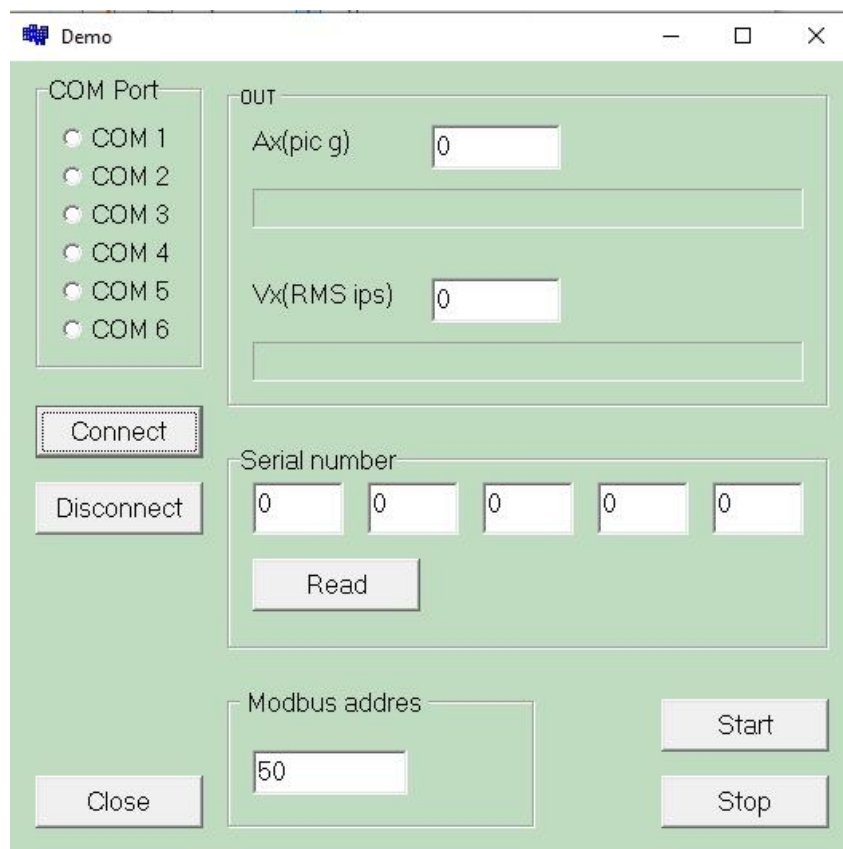 Demo
COM Port
COM 1
COM 2
COM 3
COM 4
COM 5
COM 6
Connect
Disconnect
Close
OUT
Ax(pic g) 0
Vx(RMS ips) 0
Serial number
0 0 0 0 0
Read
Modbus addres
50
Start
Stop